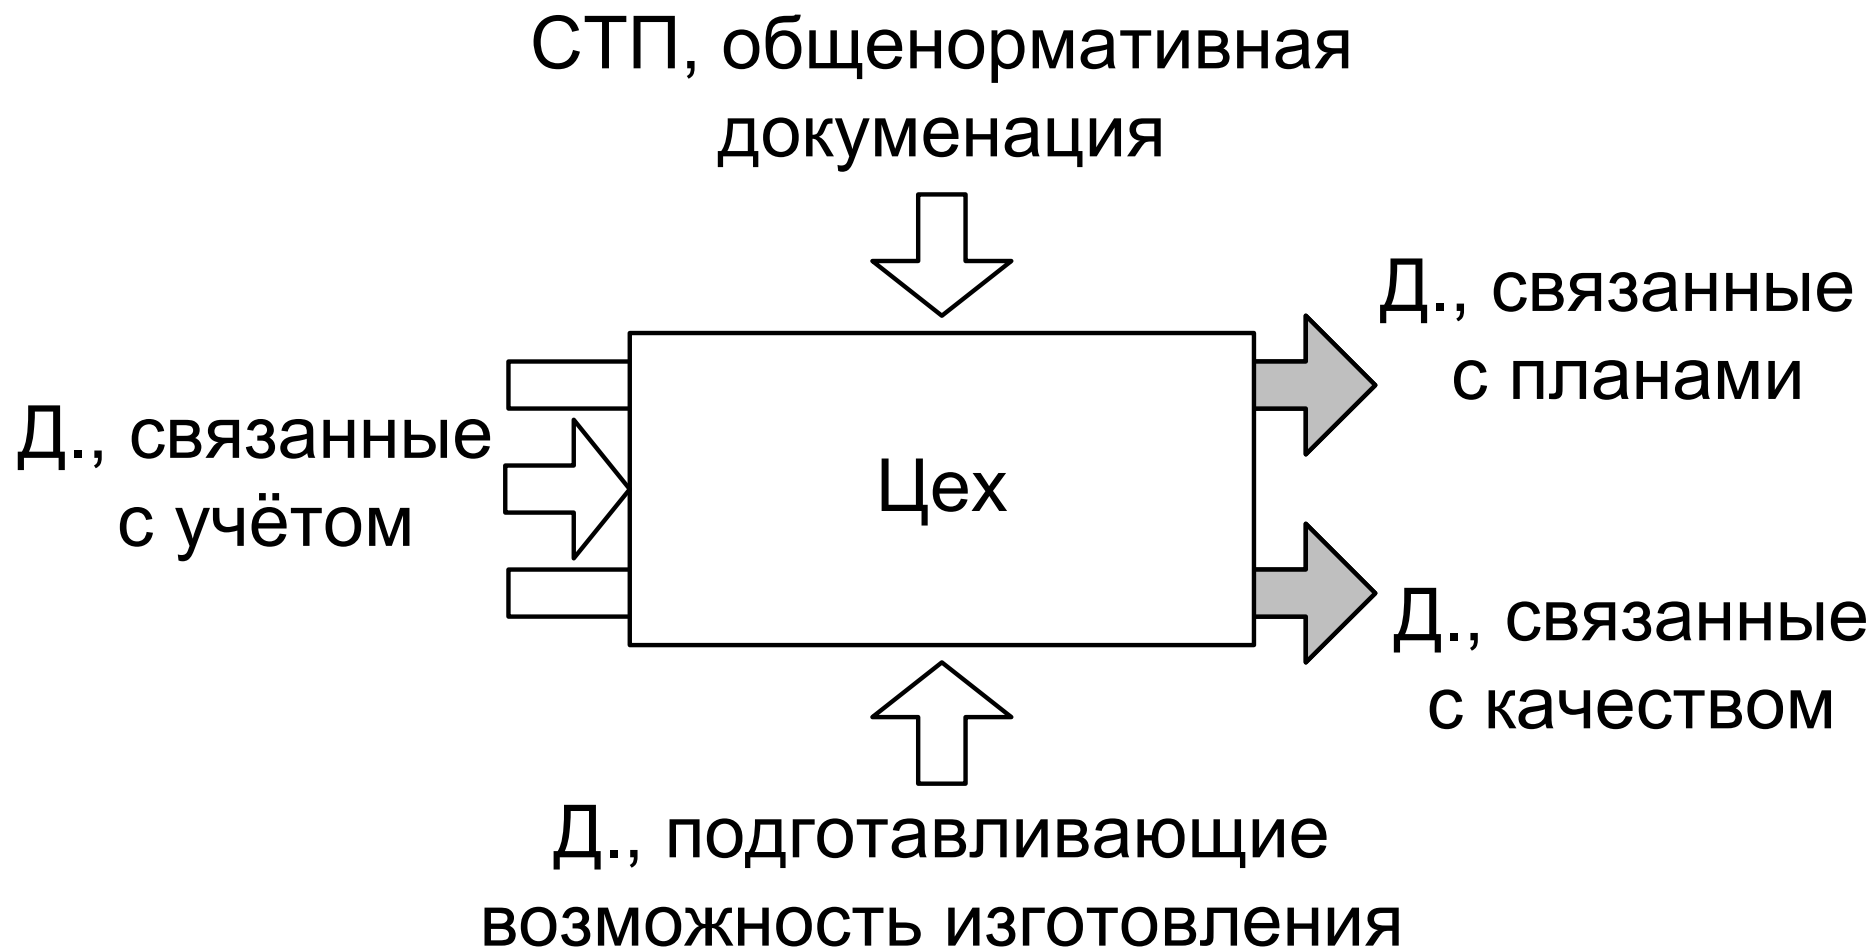 СТП, общенормативная
докуменация
Д., связанные
с планами
Д., связанные
с учётом
Цех
Д., связанные
с качеством
Д., подготавливающие
возможность изготовления